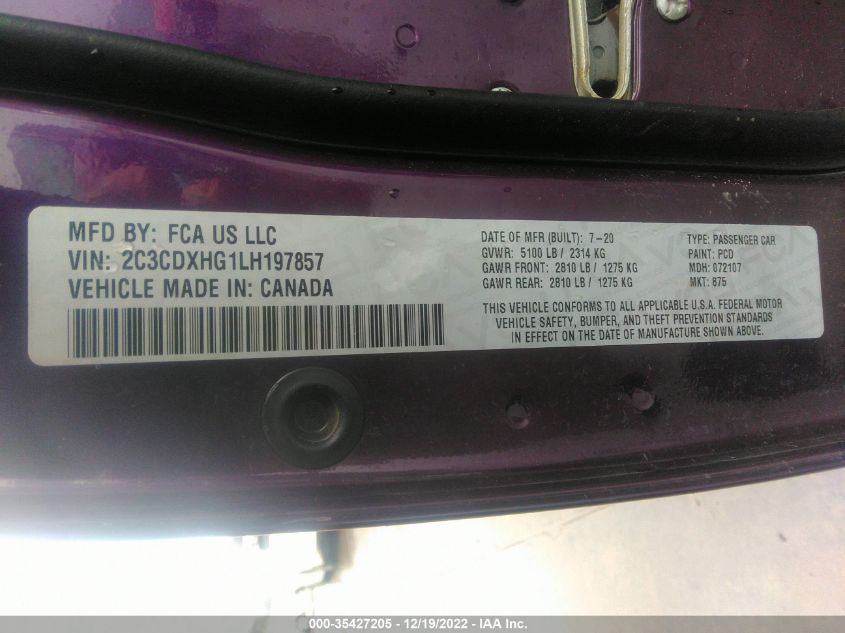 MFD BY: FCA US LLC
VIN: 2C3CDXHG1LH197857
VEHICLE MADE IN: CANADA
DATE OF MFR (BUILT): 7-20
GVWR: 5100 LB / 2314 KG
GAWR FRONT: 2810 LB / 1275 KG
GAWR REAR: 2810 LB / 1275 KG
TYPE: PASSENGER CAR
PAINT: PCD
MDH: 072107
MKT: 875
THIS VEHICLE CONFORMS TO ALL APPLICABLE U.S.A. FEDERAL MOTOR
VEHICLE SAFETY, BUMPER, AND THEFT PREVENTION STANDARDS
IN EFFECT ON THE DATE OF MANUFACTURE SHOWN ABOVE.
000-35427205 - 12/19/2022 - IAA Inc.